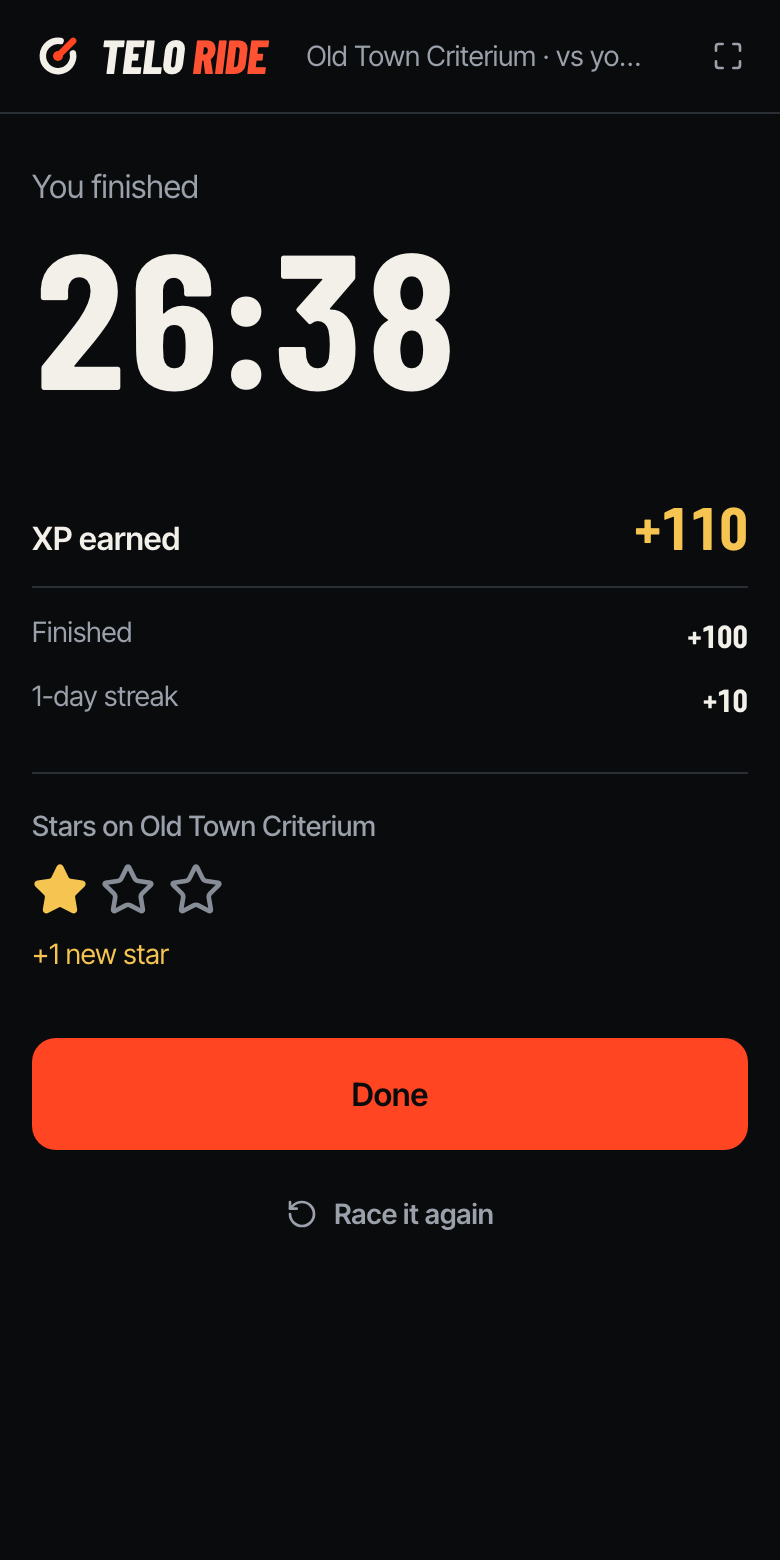 TELO RIDE Old Town Criterium · vs yo...
You finished
26:38
XP earned +110
Finished +100
1-day streak +10
Stars on Old Town Criterium
+1 new star
Done
Race it again